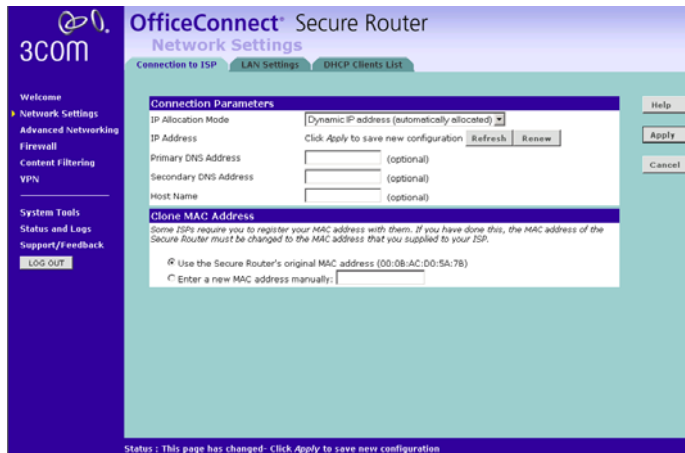 3COM
OfficeConnect® Secure Router
Network Settings
Connection to ISP LAN Settings DHCP Clients List
Welcome
Network Settings
Advanced Networking
Firewall
Content Filtering
VPN
System Tools
Status and Logs
Support/Feedback
LOG OUT
Connection Parameters
IP Allocation Mode Dynamic IP address (automatically allocated)
IP Address Click Apply to save new configuration Refresh Renew
Primary DNS Address (optional)
Secondary DNS Address (optional)
Host Name (optional)
Clone MAC Address
Some ISPs require you to register your MAC address with them. If you have done this, the MAC address of the
Secure Router must be changed to the MAC address that you supplied to your ISP.
Use the Secure Router's original MAC address (00:0B:AC:D0:5A:7B)
Enter a new MAC address manually:
Help
Apply
Cancel
Status : This page has changed- Click Apply to save new configuration